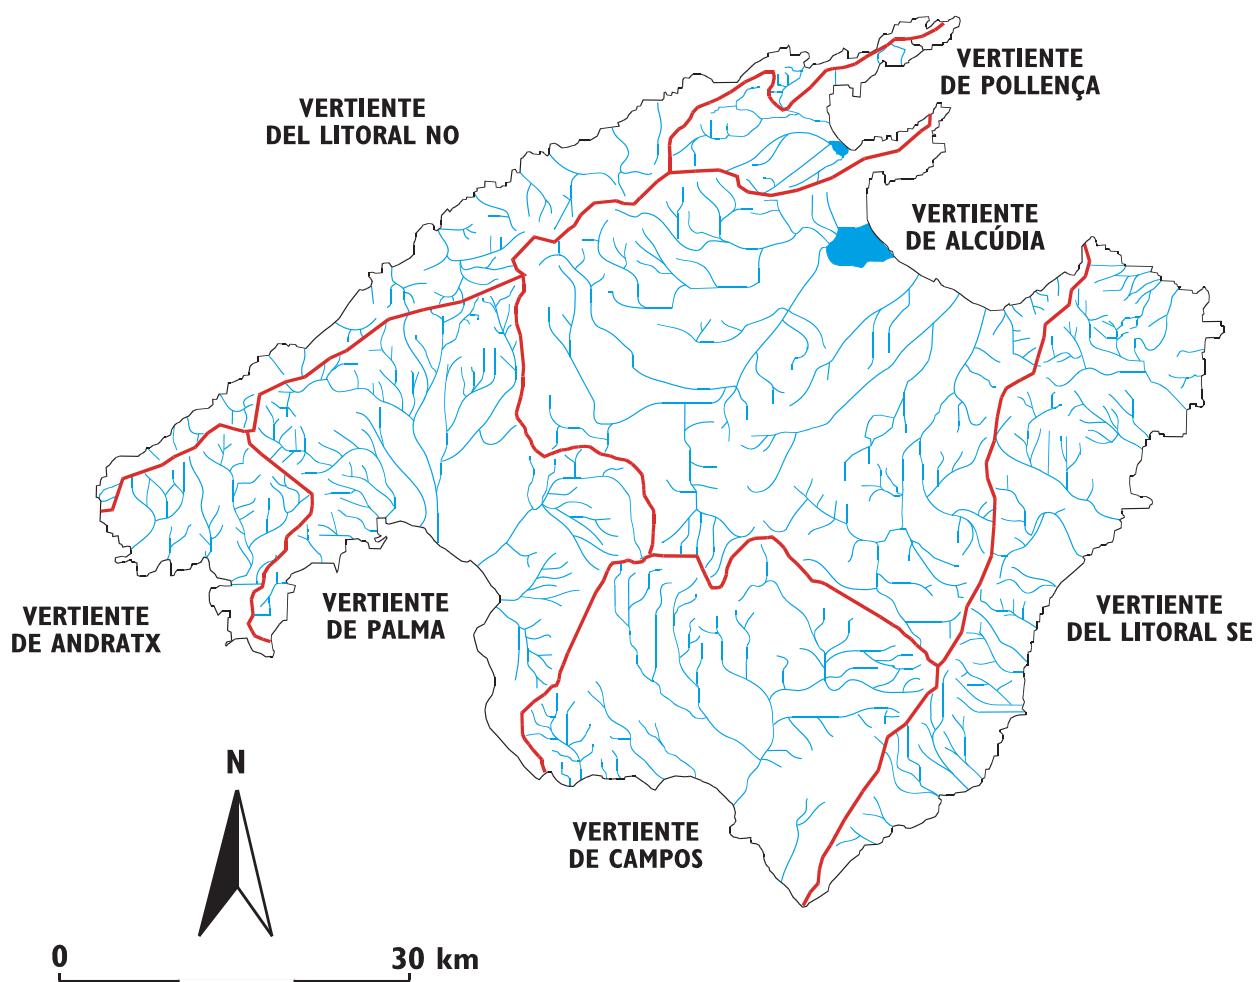 VERTIENTE
DE POLLENÇA
VERTIENTE
DEL LITORAL NO
VERTIENTE
DE ALCÚDIA
VERTIENTE
DE ANDRATX
VERTIENTE
DE PALMA
VERTIENTE
DEL LITORAL SE
N
VERTIENTE
DE CAMPOS
0
30 km